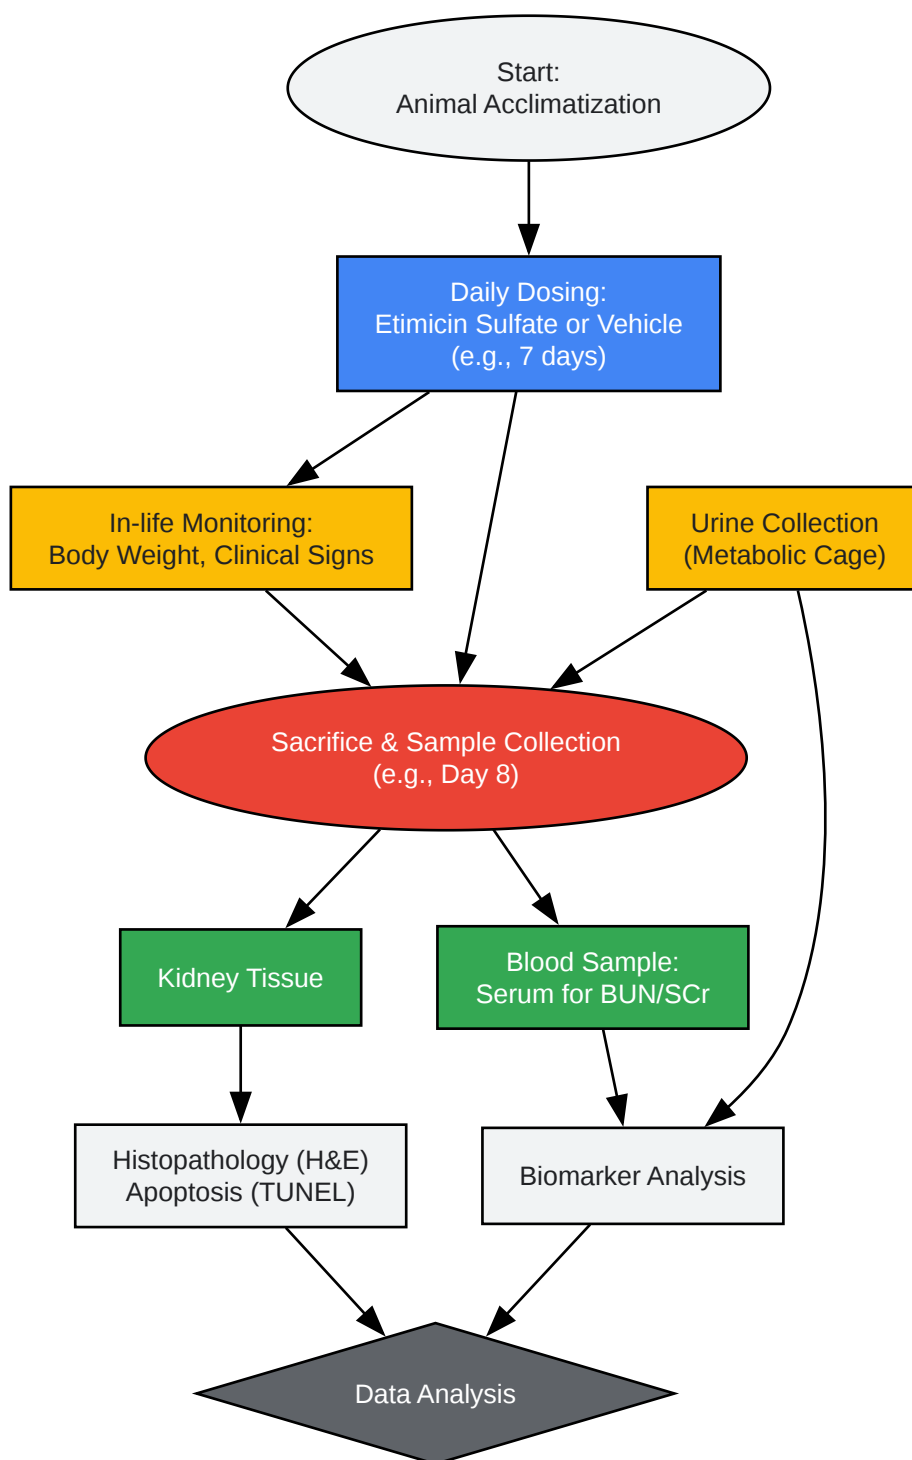 Start:
Animal Acclimatization
Daily Dosing:
Etimicin Sulfate or Vehicle
(e.g., 7 days)
In-life Monitoring:
Body Weight, Clinical Signs
Urine Collection
(Metabolic Cage)
Sacrifice & Sample Collection
(e.g., Day 8)
Kidney Tissue
Blood Sample:
Serum for BUN/SCr
Histopathology (H&E)
Apoptosis (TUNEL)
Biomarker Analysis
Data Analysis